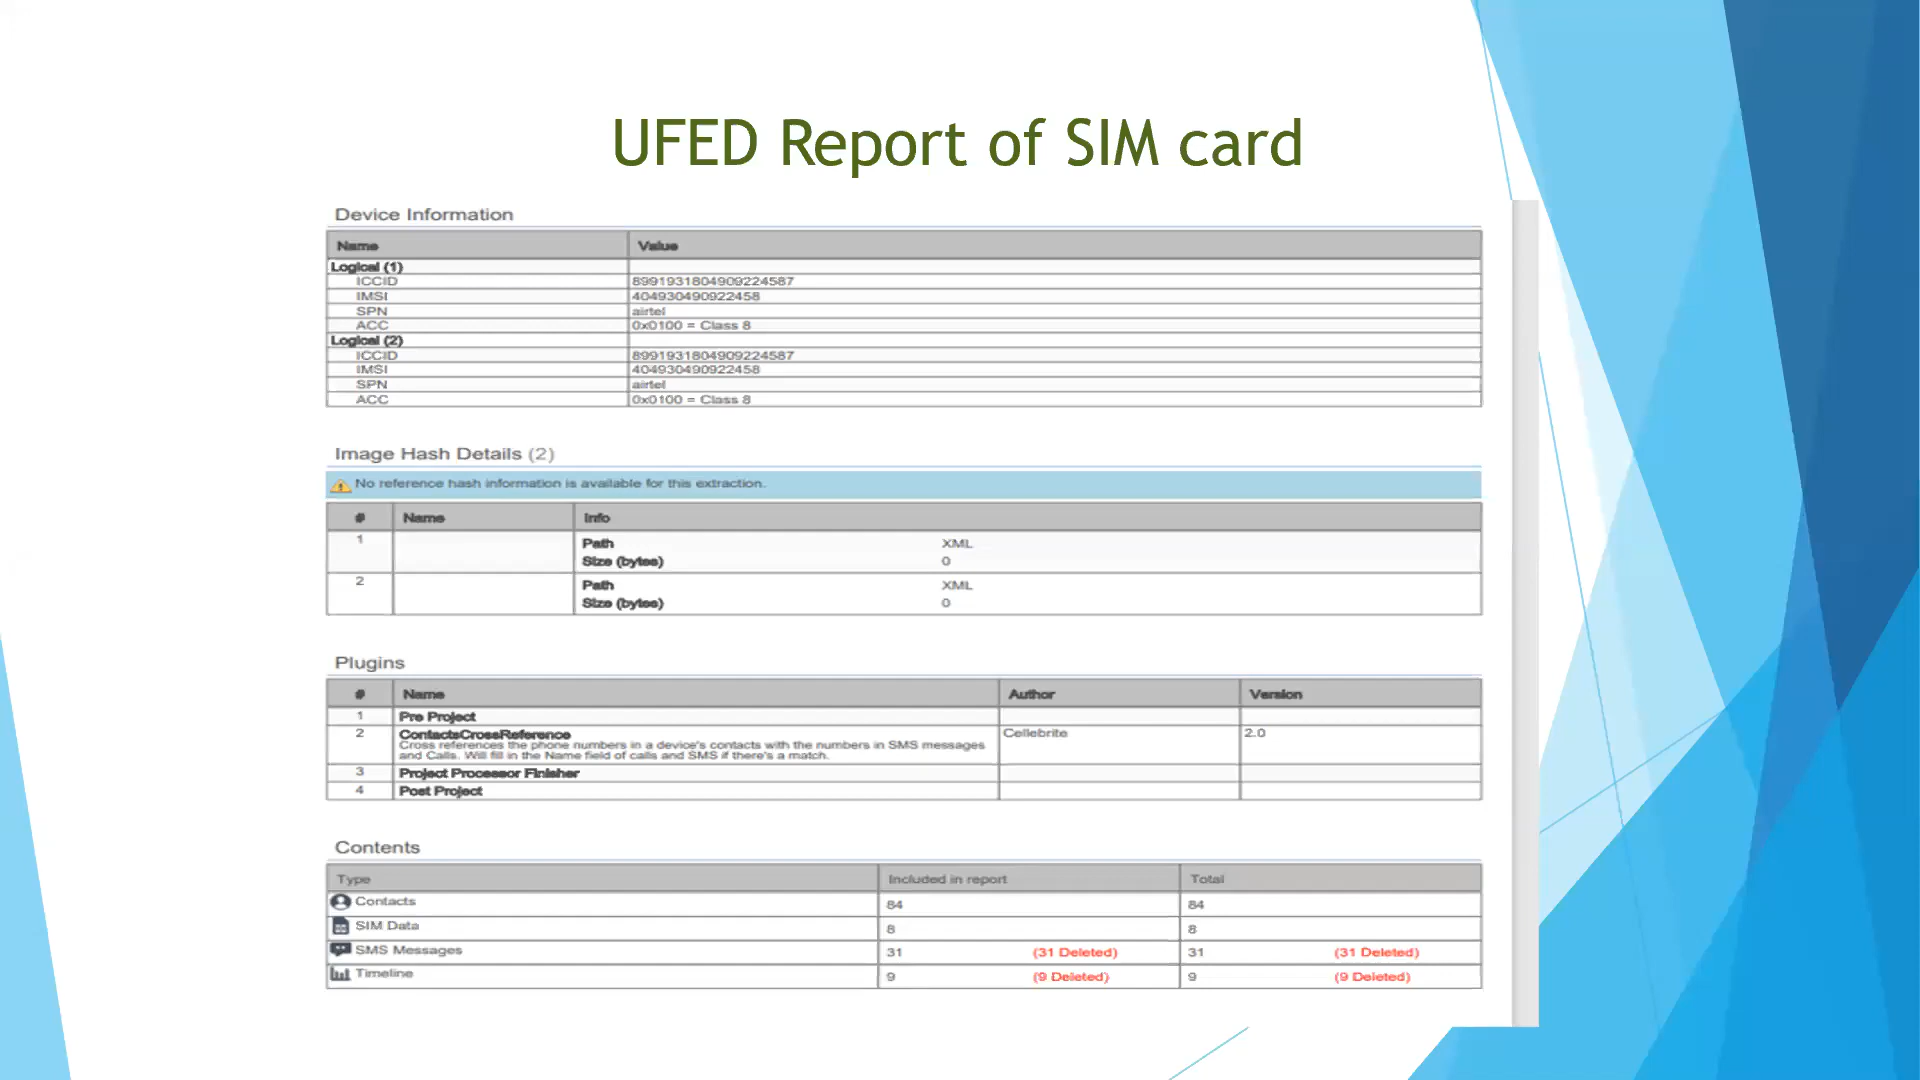 UFED Report of SIM card
Device Information
Name Value
Logical (1)
ICCID 8991931804909224587
IMSI 404930490922458
SPN airtel
ACC 0x0100 = Class 8
Logical (2)
ICCID 8991931804909224587
IMSI 404930490922458
SPN airtel
ACC 0x0100 = Class 8
Image Hash Details (2)
No reference hash information is available for this extraction.
# Name Info
1 Path XML
Size (bytes) 0
2 Path XML
Size (bytes) 0
Plugins
# Name Author Version
1 Pre Project
2 ContactsCrossReference Cellebrite 2.0
Cross references the phone numbers in a device's contacts with the numbers in SMS messages
and Calls. Will fill in the Name field of calls and SMS if there's a match.
3 Project Processor Finisher
4 Post Project
Contents
Type Included in report Total
Contacts 84 84
SIM Data 8 8
SMS Messages 31 (31 Deleted) 31 (31 Deleted)
Timeline 9 (9 Deleted) 9 (9 Deleted)